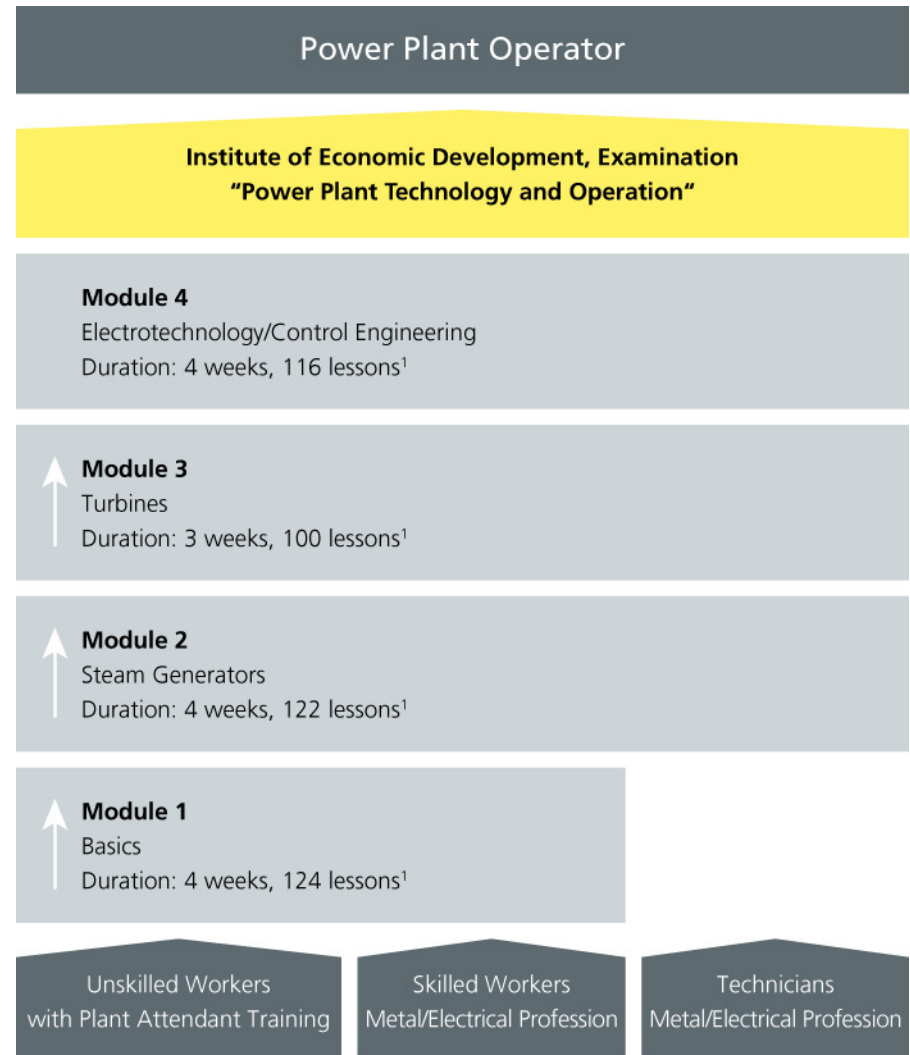 Power Plant Operator
Institute of Economic Development, Examination
“Power Plant Technology and Operation“
Module 4
Electrotechnology/Control Engineering
Duration: 4 weeks, 116 lessons¹
Module 3
Turbines
Duration: 3 weeks, 100 lessons¹
Module 2
Steam Generators
Duration: 4 weeks, 122 lessons¹
Module 1
Basics
Duration: 4 weeks, 124 lessons¹
Unskilled Workers
with Plant Attendant Training
Skilled Workers
Metal/Electrical Profession
Technicians
Metal/Electrical Profession